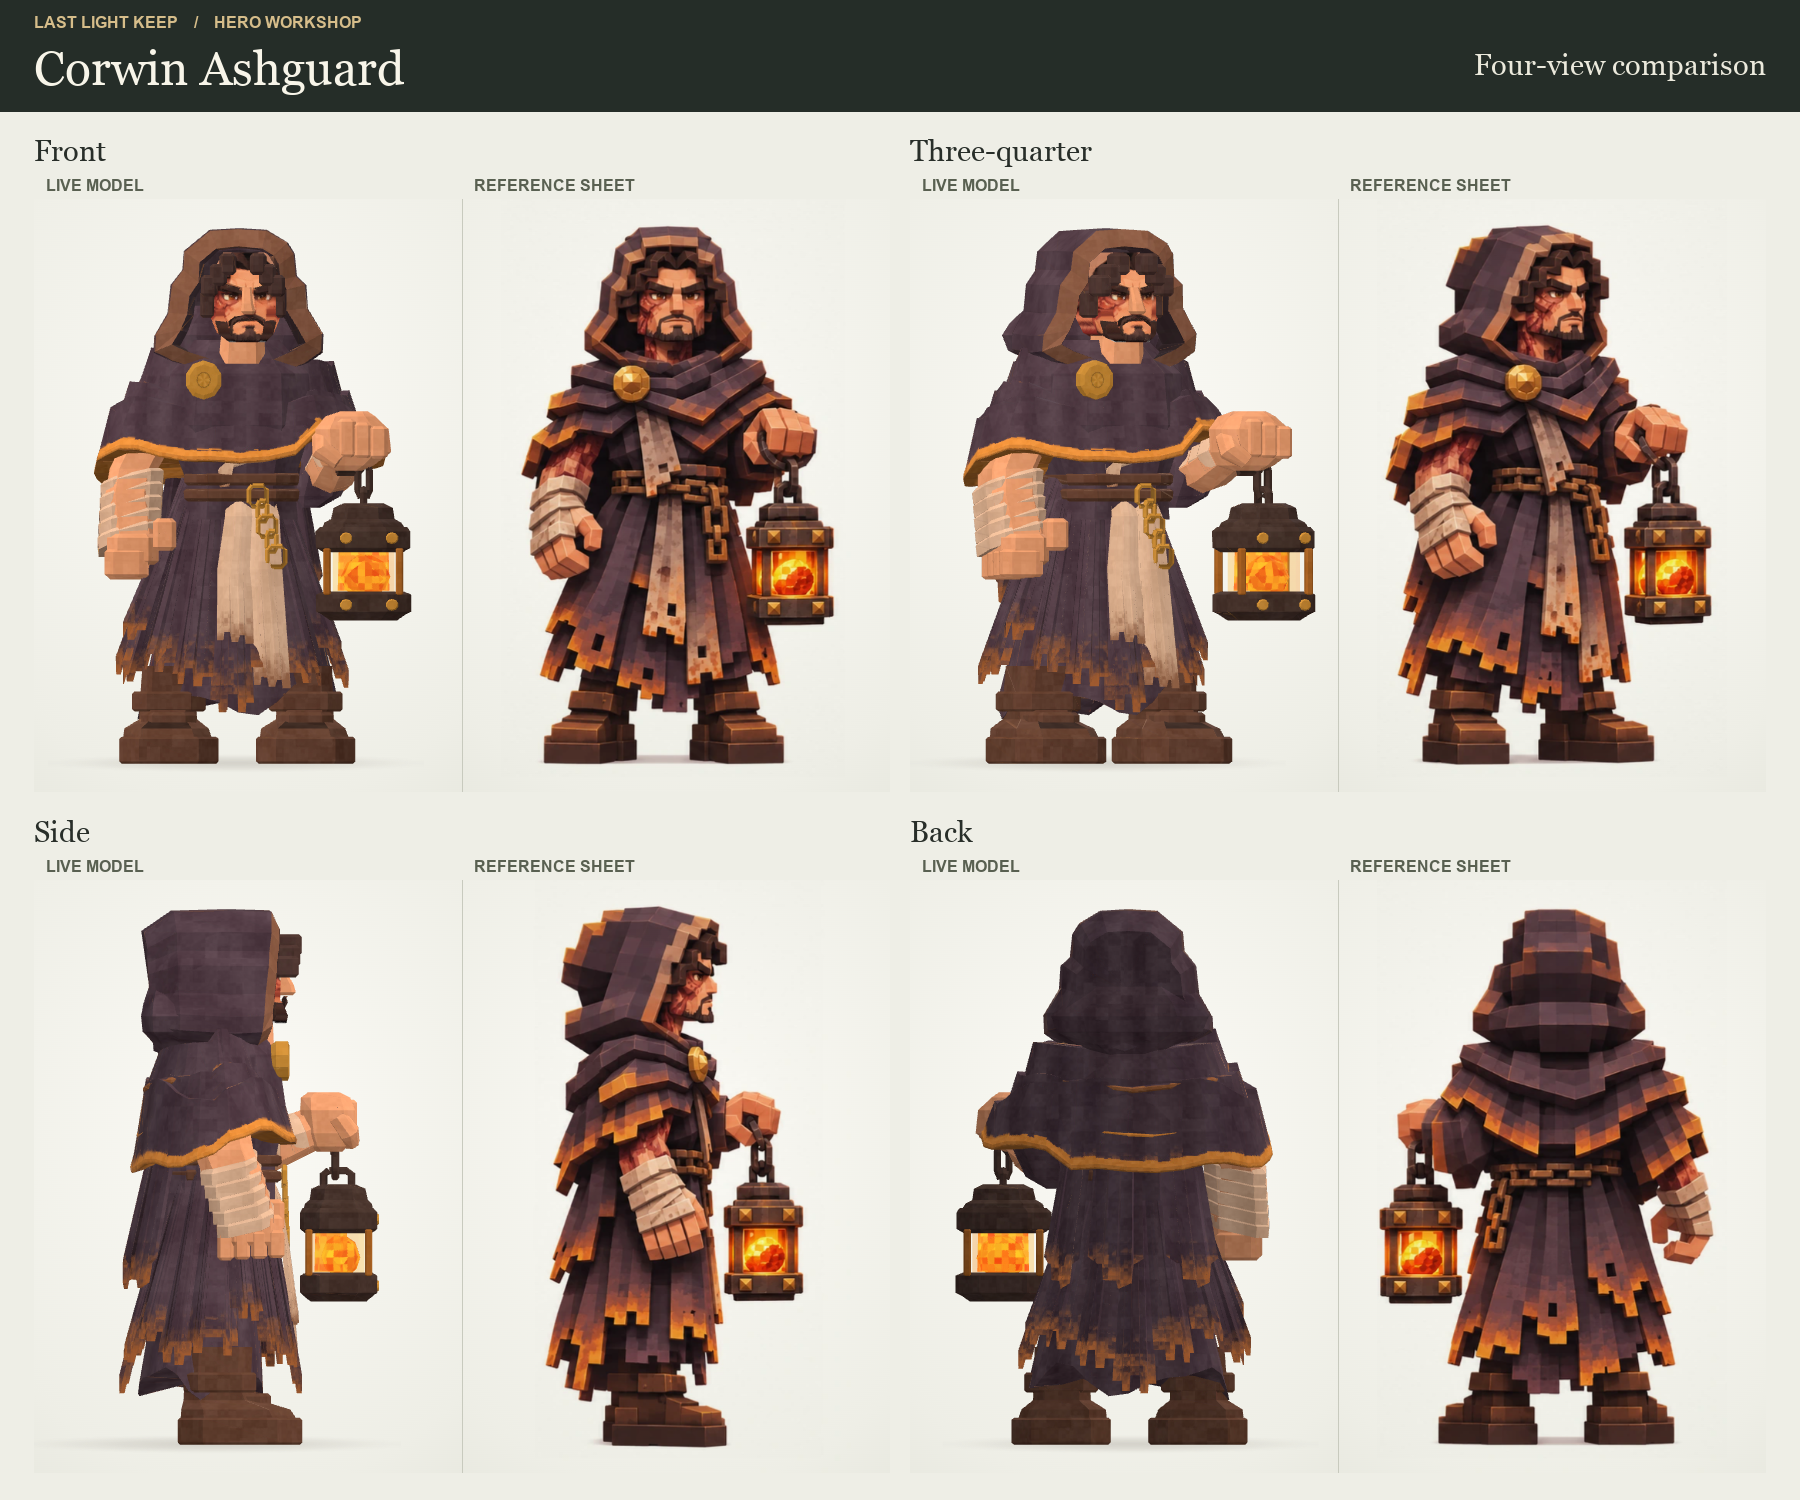 LAST LIGHT KEEP / HERO WORKSHOP
Corwin Ashguard
Four-view comparison
Front
LIVE MODEL
REFERENCE SHEET
Three-quarter
LIVE MODEL
REFERENCE SHEET
Side
LIVE MODEL
REFERENCE SHEET
Back
LIVE MODEL
REFERENCE SHEET